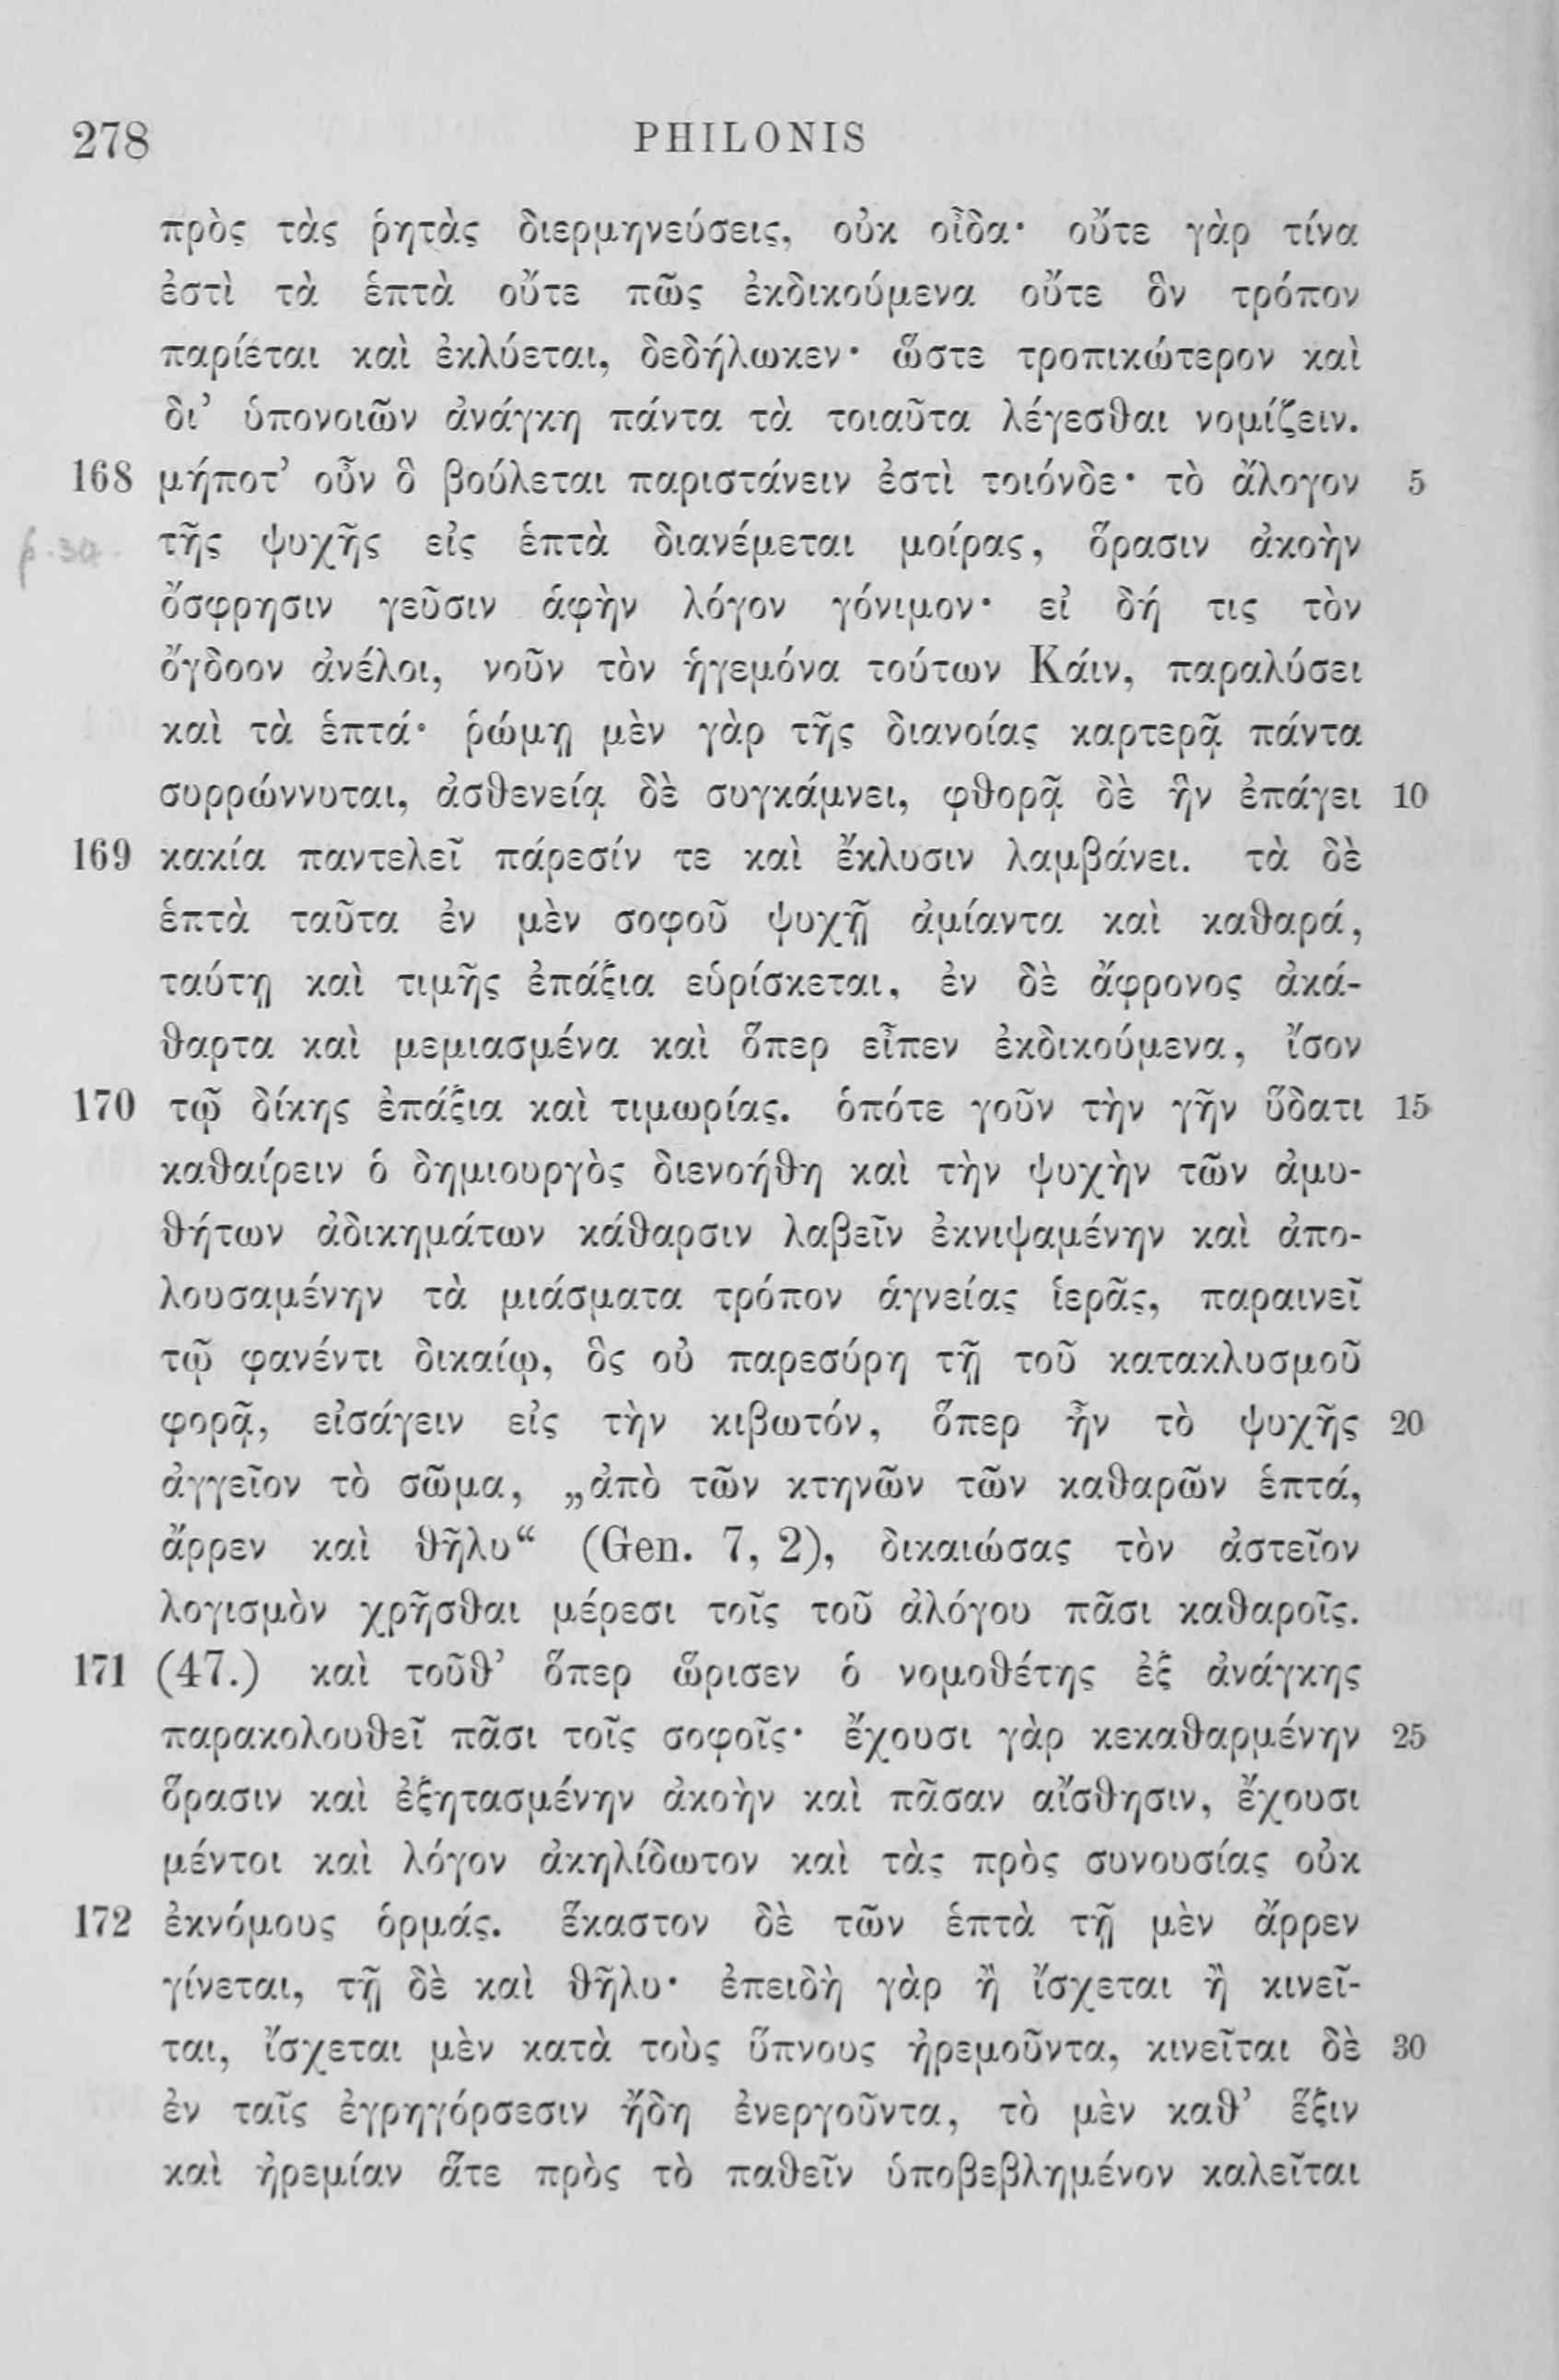 278 PHILONIS
πρὸς τὰς ῥητὰς διερμηνεύσεις, οὐκ οἶδα· οὔτε γὰρ τίνα
ἐστὶ τὰ ἑπτὰ οὔτε πῶς ἐκδικούμενα οὔτε ὃν τρόπον
παρίεται καὶ ἐκλύεται, δεδήλωκεν· ὥστε τροπικώτερον καὶ
δι’ ὑπονοιῶν ἀνάγκη πάντα τὰ τοιαῦτα λέγεσθαι νομίζειν.
168 μήποτ’ οὖν ὃ βούλεται παριστάνειν ἐστὶ τοιόνδε· τὸ ἄλογον 5
τῆς ψυχῆς εἰς ἑπτὰ διανέμεται μοίρας, ὅρασιν ἀκοὴν
ὄσφρησιν γεῦσιν ἁφὴν λόγον γόνιμον· εἰ δή τις τὸν
ὄγδοον ἀνέλοι, νοῦν τὸν ἡγεμόνα τούτων Κάιν, παραλύσει
καὶ τὰ ἑπτά· ῥώμῃ μὲν γὰρ τῆς διανοίας καρτερᾷ πάντα
συρρώννυται, ἀσθενείᾳ δὲ συγκάμνει, φθορᾷ δὲ ἣν ἐπάγει 10
169 κακία παντελεῖ πάρεσίν τε καὶ ἔκλυσιν λαμβάνει. τὰ δὲ
ἑπτὰ ταῦτα ἐν μὲν σοφοῦ ψυχῇ ἀμίαντα καὶ καθαρά,
ταύτῃ καὶ τιμῆς ἐπάξια εὑρίσκεται, ἐν δὲ ἄφρονος ἀκά-
θαρτα καὶ μεμιασμένα καὶ ὅπερ εἶπεν ἐκδικούμενα, ἴσον
170 τῷ δίκης ἐπάξια καὶ τιμωρίας. ὁπότε γοῦν τὴν γῆν ὕδατι 15
καθαίρειν ὁ δημιουργὸς διενοήθη καὶ τὴν ψυχὴν τῶν ἀμυ-
θήτων ἀδικημάτων κάθαρσιν λαβεῖν ἐκνιψαμένην καὶ ἀπο-
λουσαμένην τὰ μιάσματα τρόπον ἁγνείας ἱερᾶς, παραινεῖ
τῷ φανέντι δικαίῳ, ὃς οὐ παρεσύρη τῇ τοῦ κατακλυσμοῦ
φορᾷ, εἰσάγειν εἰς τὴν κιβωτόν, ὅπερ ἦν τὸ ψυχῆς 20
ἀγγεῖον τὸ σῶμα, „ἀπὸ τῶν κτηνῶν τῶν καθαρῶν ἑπτά,
ἄρρεν καὶ θῆλυ“ (Gen. 7, 2), δικαιώσας τὸν ἀστεῖον
λογισμὸν χρῆσθαι μέρεσι τοῖς τοῦ ἀλόγου πᾶσι καθαροῖς.
171 (47.) καὶ τοῦθ’ ὅπερ ὥρισεν ὁ νομοθέτης ἐξ ἀνάγκης
παρακολουθεῖ πᾶσι τοῖς σοφοῖς· ἔχουσι γὰρ κεκαθαρμένην 25
ὅρασιν καὶ ἐξητασμένην ἀκοὴν καὶ πᾶσαν αἴσθησιν, ἔχουσι
μέντοι καὶ λόγον ἀκηλίδωτον καὶ τὰς πρὸς συνουσίας οὐκ
172 ἐκνόμους ὁρμάς. ἕκαστον δὲ τῶν ἑπτὰ τῇ μὲν ἄρρεν
γίνεται, τῇ δὲ καὶ θῆλυ· ἐπειδὴ γὰρ ἢ ἴσχεται ἢ κινεῖ-
ται, ἴσχεται μὲν κατὰ τοὺς ὕπνους ἠρεμοῦντα, κινεῖται δὲ 30
ἐν ταῖς ἐγρηγόρσεσιν ἤδη ἐνεργοῦντα, τὸ μὲν καθ’ ἕξιν
καὶ ἠρεμίαν ἅτε πρὸς τὸ παθεῖν ὑποβεβλημένον καλεῖται